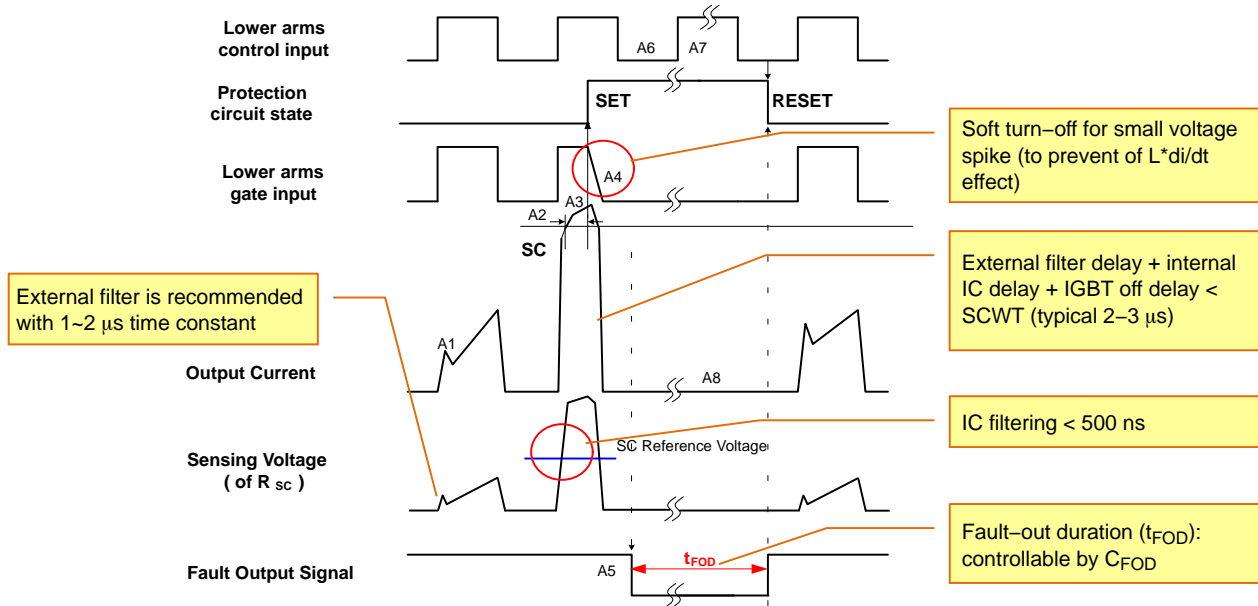 Lower arms
control input
A6
A7
Protection
circuit state
SET
RESET
Soft turn−off for small voltage
spike (to prevent of L*di/dt
effect)
Lower arms
gate input
A4
A2
A3
SC
External filter delay + internal
IC delay + IGBT off delay <
SCWT (typical 2−3 μs)
External filter is recommended
with 1~2 μs time constant
A1
Output Current
A8
IC filtering < 500 ns
SC Reference Voltage
Sensing Voltage
( of R SC )
Fault−out duration (tFOD):
controllable by CFOD
tFOD
Fault Output Signal
A5